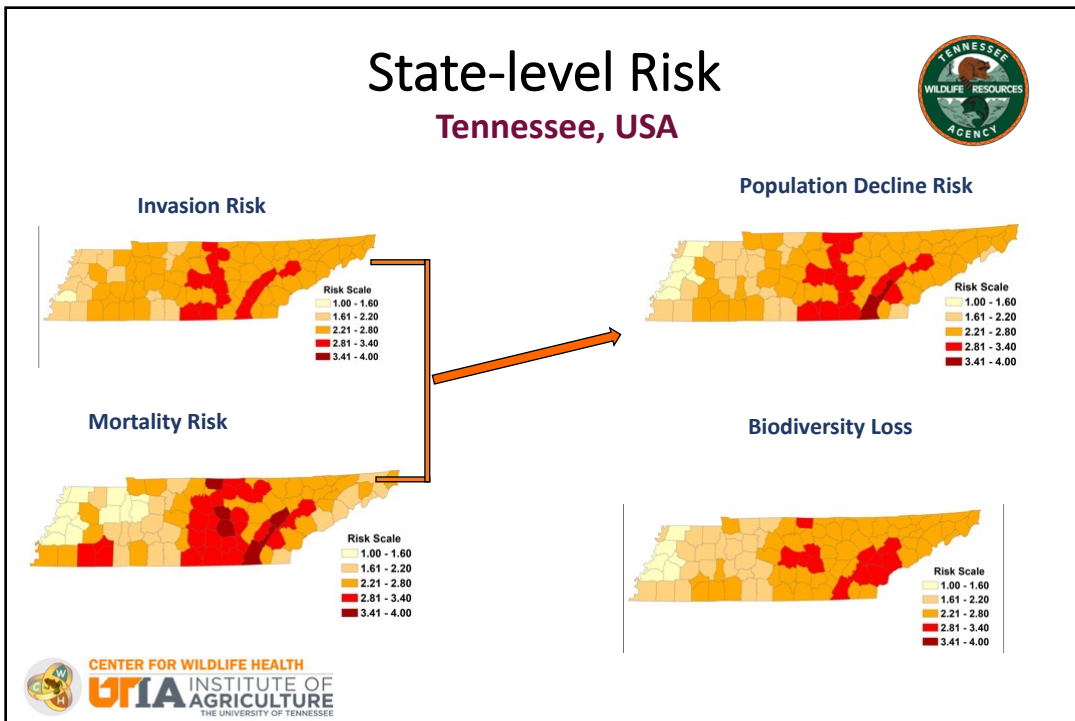 State-level Risk
Tennessee, USA
TENNESSEE
WILDLIFE RESOURCES
AGENCY
Invasion Risk
Risk Scale
1.00 - 1.60
1.61 - 2.20
2.21 - 2.80
2.81 - 3.40
3.41 - 4.00
Population Decline Risk
Risk Scale
1.00 - 1.60
1.61 - 2.20
2.21 - 2.80
2.81 - 3.40
3.41 - 4.00
Mortality Risk
Risk Scale
1.00 - 1.60
1.61 - 2.20
2.21 - 2.80
2.81 - 3.40
3.41 - 4.00
Biodiversity Loss
Risk Scale
1.00 - 1.60
1.61 - 2.20
2.21 - 2.80
2.81 - 3.40
3.41 - 4.00
C W H
CENTER FOR WILDLIFE HEALTH
UTIA INSTITUTE OF
AGRICULTURE
THE UNIVERSITY OF TENNESSEE